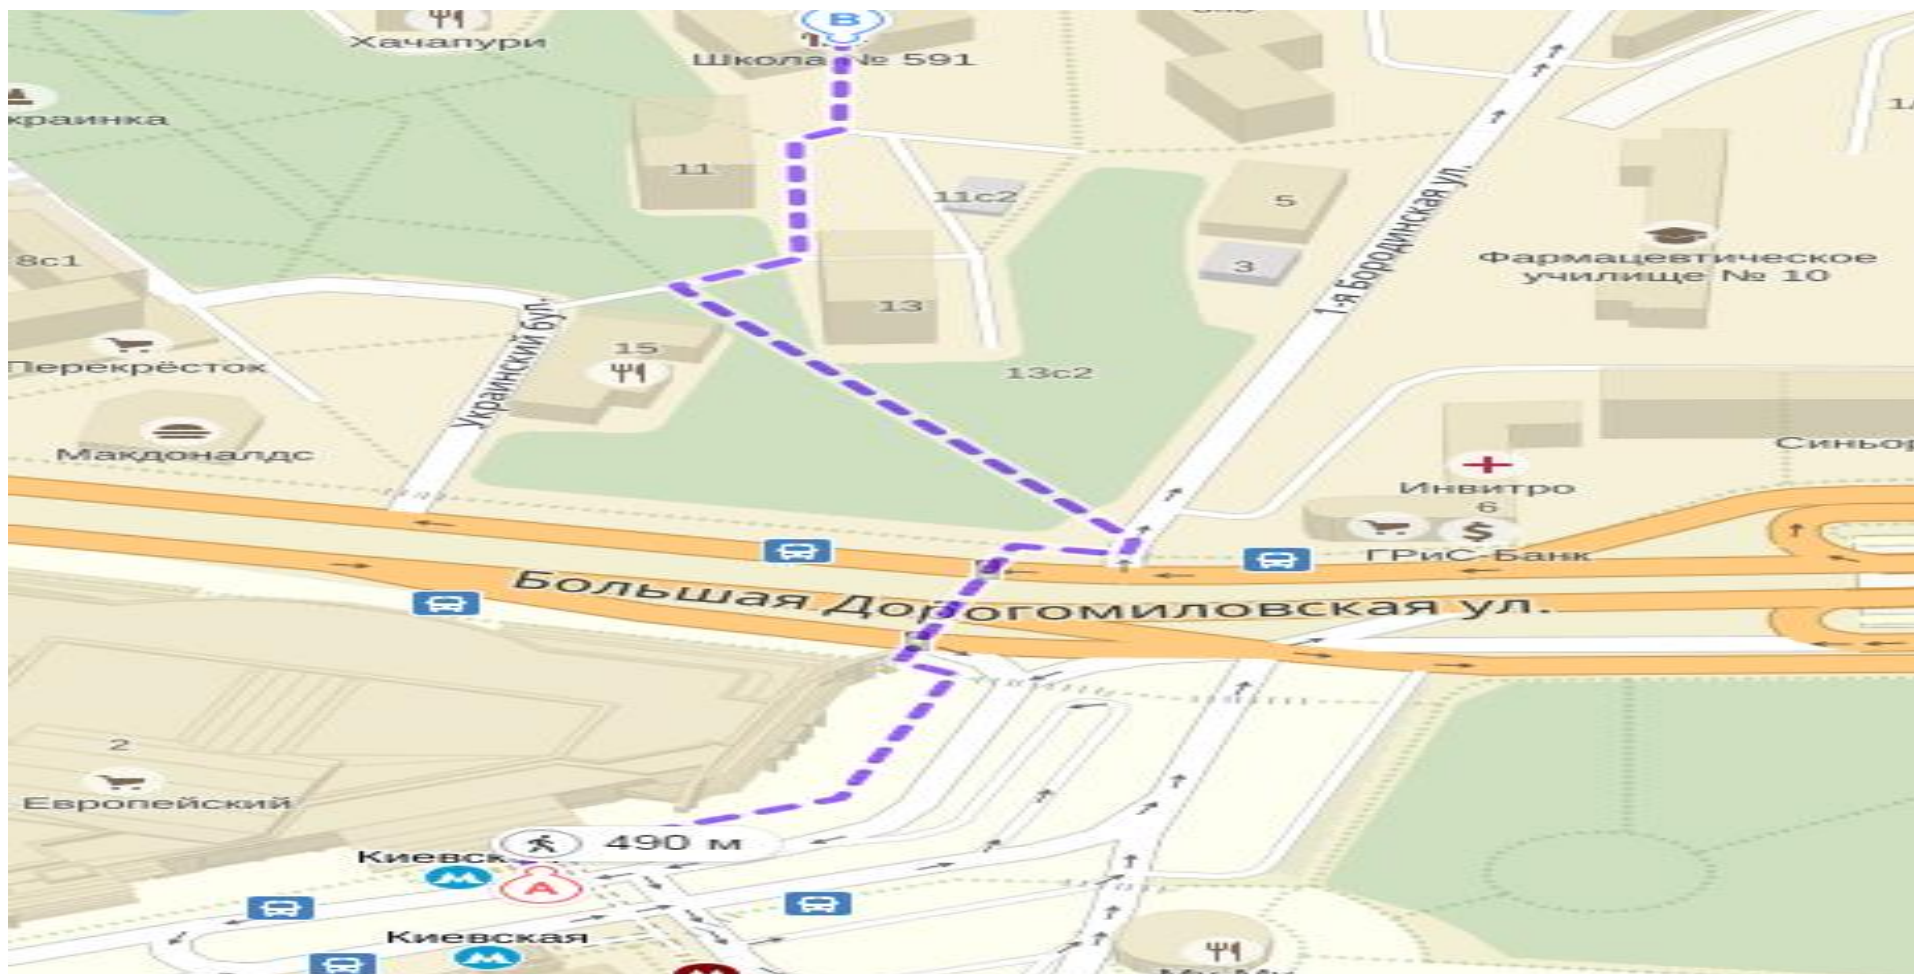 Хачапури
B
Школа № 591
краинка
11
11с2
5
1-я Бородинская ул.
Фармацевтическое
училище № 10
8с1
3
13
Украинский бул.
15
Перекрёсток
13с2
Макдоналдс
Инвитро
6
$
ГРиС-Банк
Синьор
Большая Дорогомиловская ул.
2
Европейский
490 м
Киевск
A
Киевская